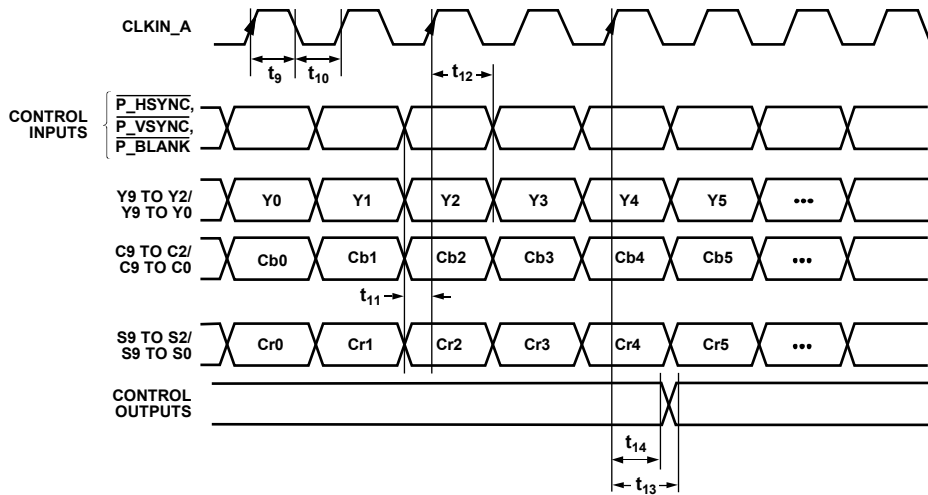 CLKIN_A
t9
t10
t12
CONTROL
INPUTS
P_HSYNC,
P_VSYNC,
P_BLANK
Y9 TO Y2/
Y9 TO Y0
Y0
Y1
Y2
Y3
Y4
Y5
•••
C9 TO C2/
C9 TO C0
Cb0
Cb1
Cb2
Cb3
Cb4
Cb5
•••
t11
S9 TO S2/
S9 TO S0
Cr0
Cr1
Cr2
Cr3
Cr4
Cr5
•••
CONTROL
OUTPUTS
t14
t13